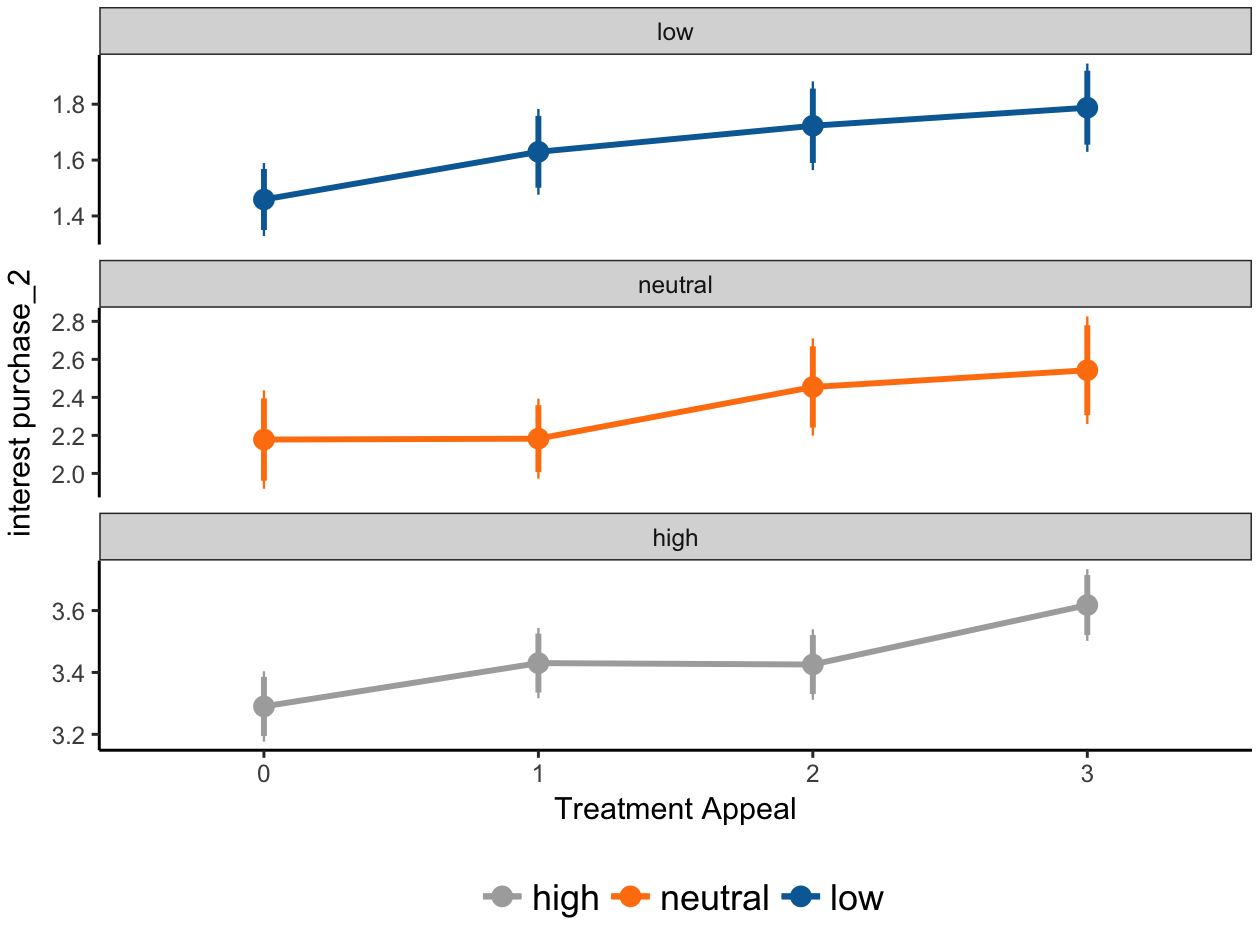 low
1.8
1.6
1.4
neutral
2.8
2.6
2.4
2.2
2.0
interest purchase_2
high
3.6
3.4
3.2
0 1 2 3
Treatment Appeal
high neutral low